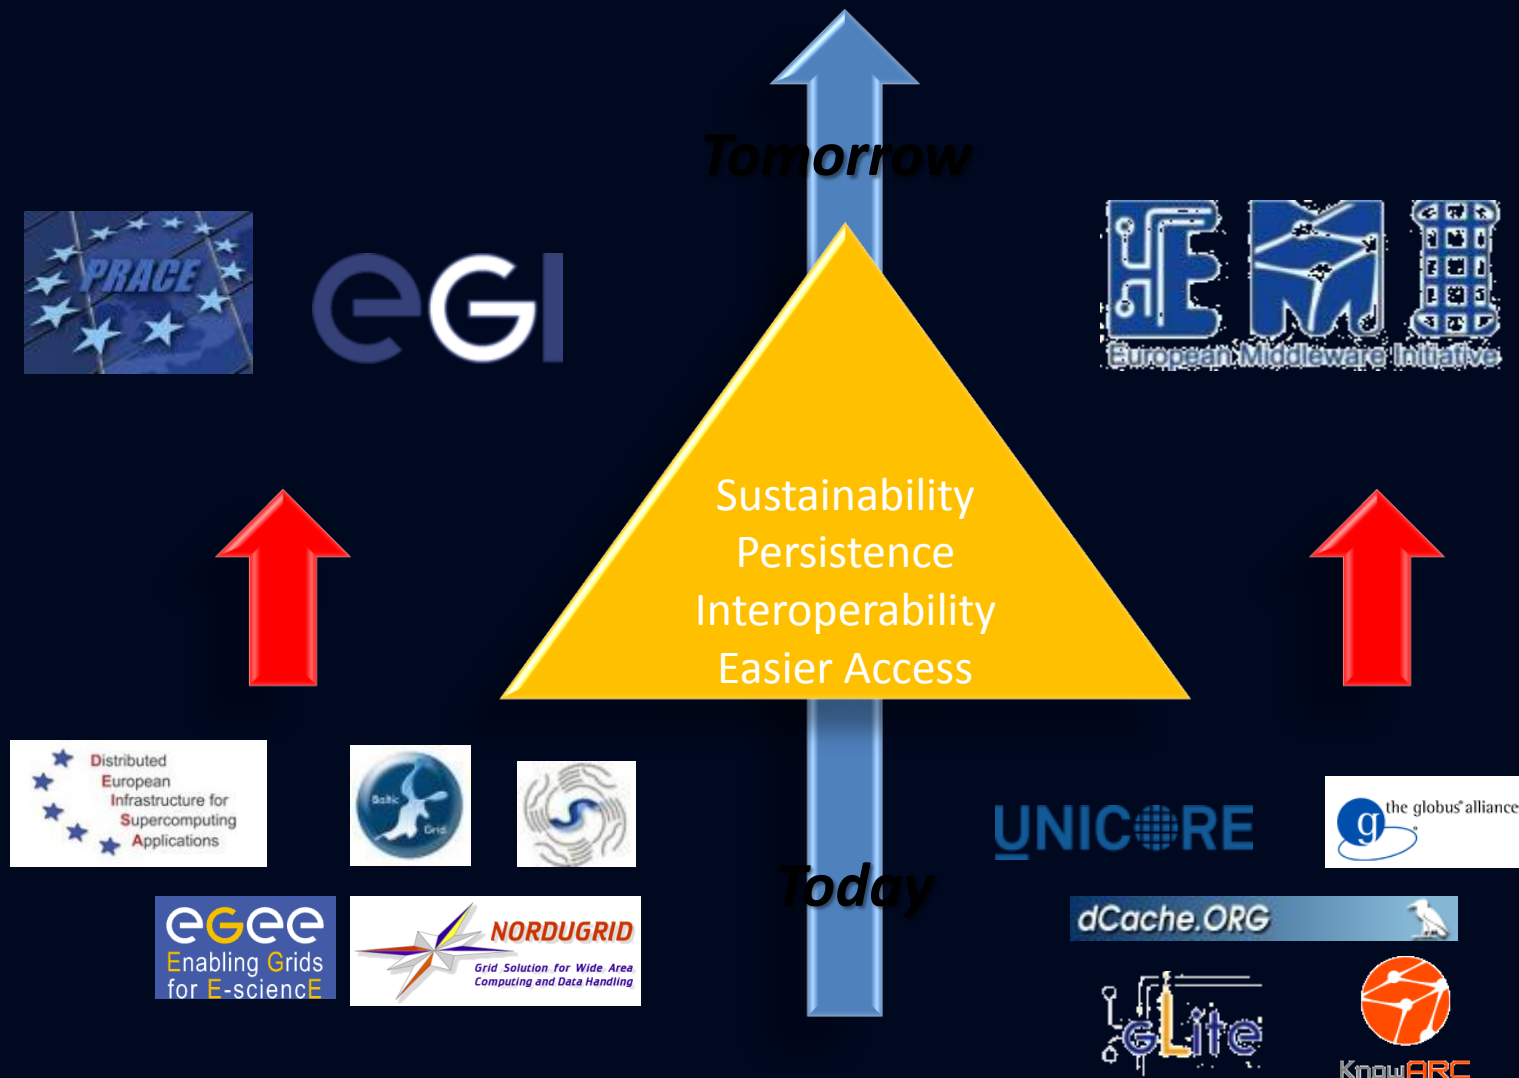 Tomorrow
PRACE
eGI
EMI
European Middleware Initiative
Sustainability
Persistence
Interoperability
Easier Access
Distributed
European
Infrastructure for
Supercomputing
Applications
Baltic
Grid
UNICORE
the globus® alliance
g
Today
eGee
Enabling Grids
for E-sciencE
NORDUGRID
Grid Solution for Wide Area
Computing and Data Handling
dCache.ORG
gLite
KnowARC